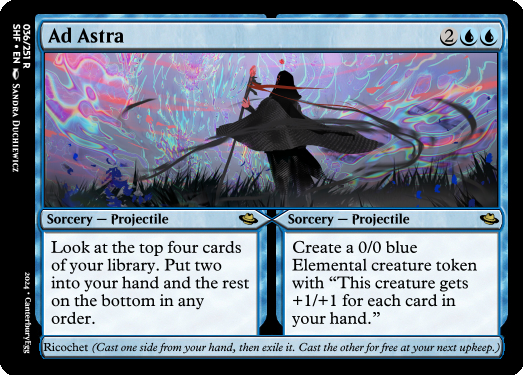 Ad Astra 2
036/251 R
SHF • EN SANDRA DUCHIEWICZ
2024 • CanterburyEgg
Sorcery — Projectile
Look at the top four cards
of your library. Put two
into your hand and the rest
on the bottom in any
order.
Sorcery — Projectile
Create a 0/0 blue
Elemental creature token
with “This creature gets
+1/+1 for each card in
your hand.”
Ricochet (Cast one side from your hand, then exile it. Cast the other for free at your next upkeep.)